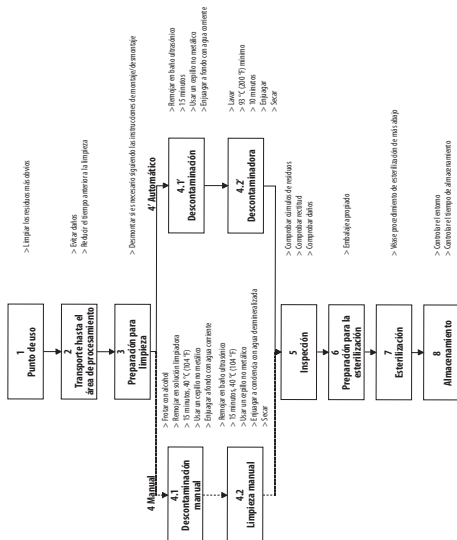 1
Punto de uso
> Limpiar los residuos más obvios
2
Transporte hasta el
área de procesamiento
> Evitar daños
> Reducir el tiempo anterior a la limpieza
3
Preparación para
limpieza
> Desmontar si es necesario siguiendo las instrucciones de montaje/desmontaje
4 Manual
4.1
Descontaminación
manual
> Frotar con alcohol
> Remojar en solución limpiadora
> 15 minutos, 40 °C (104 °F)
> Usar un cepillo no metálico
> Enjuagar a fondo con agua corriente
4.2
Limpieza manual
> Remojar en baño ultrasónico
> 15 minutos, 40 °C (104 °F)
> Usar un cepillo no metálico
> Enjuagar a conciencia con agua desmineralizada
> Secar
4' Automático
4.1'
Descontaminación
> Remojar en baño ultrasónico
> 15 minutos
> Usar un cepillo no metálico
> Enjuagar a fondo con agua corriente
4.2'
Descontaminadora
> Lavar
> 93 °C (200 °F) mínimo
> 10 minutos
> Enjuagar
> Secar
5
Inspección
> Comprobar cúmulos de residuos
> Comprobar rectitud
> Comprobar daños
6
Preparación para la
esterilización
> Embalaje apropiado
7
Esterilización
> Véase procedimiento de esterilización de más abajo
8
Almacenamiento
> Controlar el entorno
> Controlar el tiempo de almacenamiento